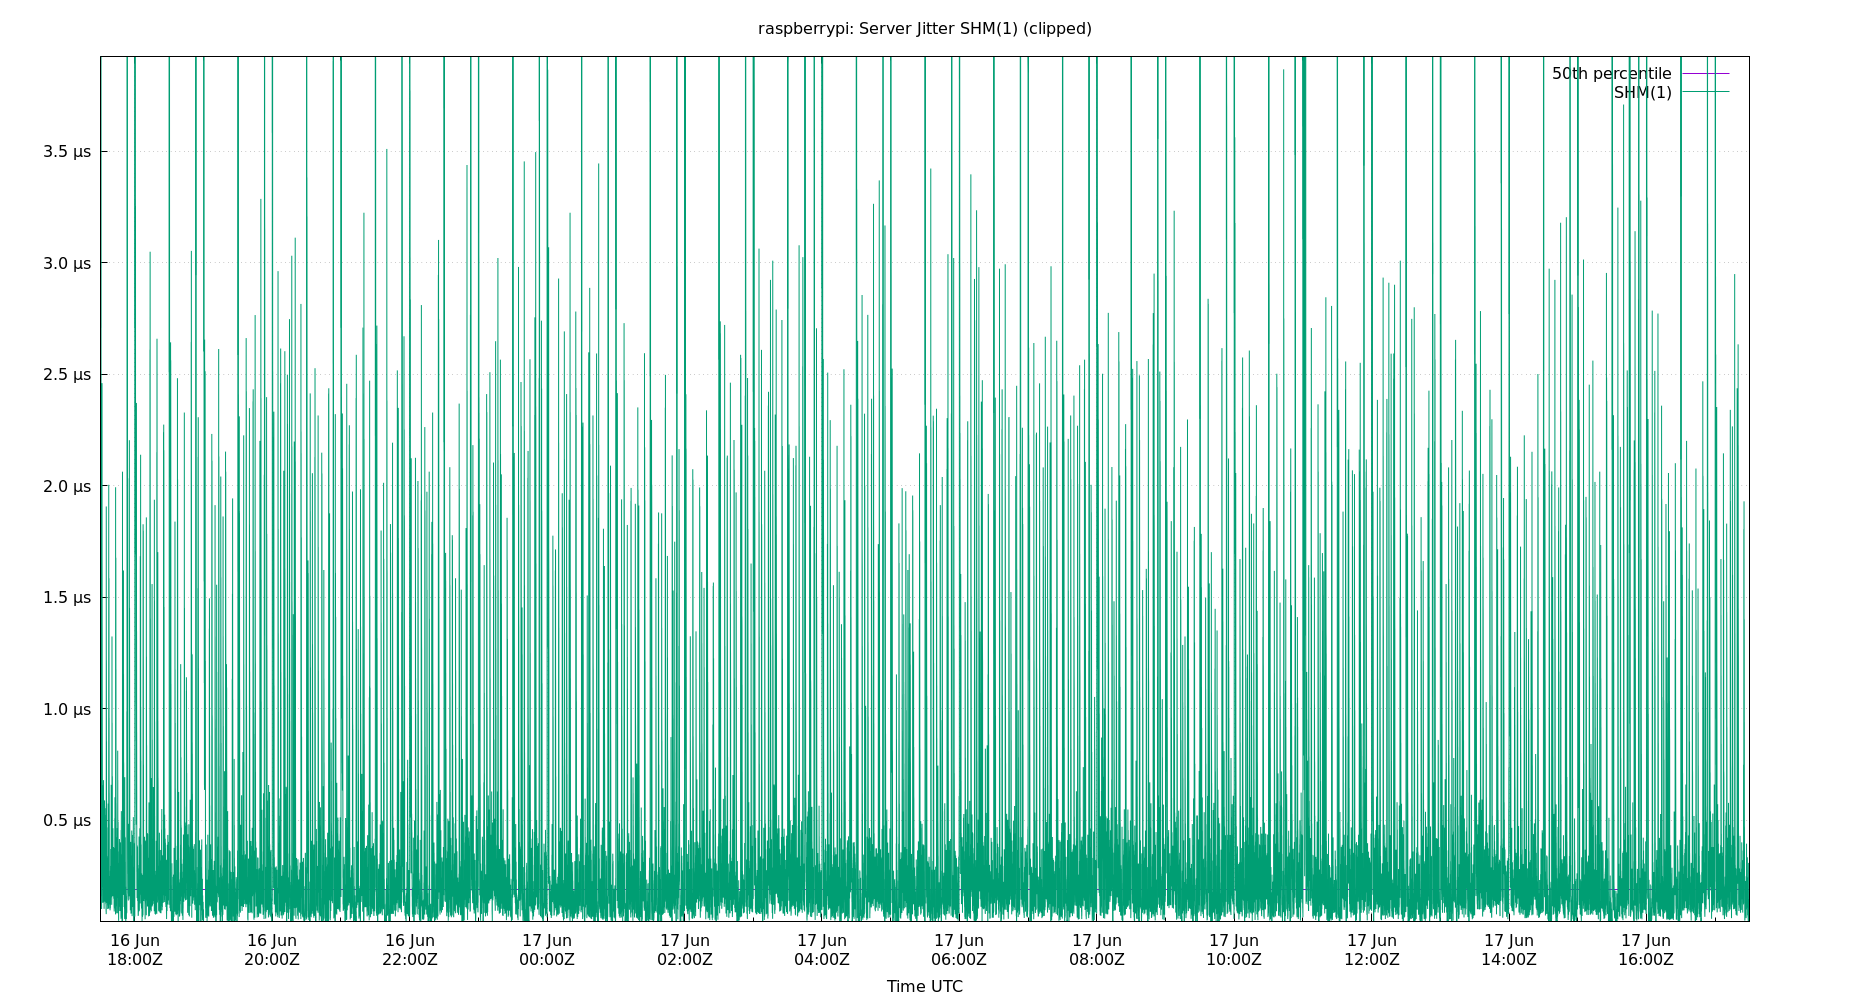 raspberrypi: Server Jitter SHM(1) (clipped)
50th percentile
SHM(1)
3.5 μs
3.0 μs
2.5 μs
2.0 μs
1.5 μs
1.0 μs
0.5 μs
16 Jun 16 Jun 16 Jun 17 Jun 17 Jun 17 Jun 17 Jun 17 Jun 17 Jun 17 Jun 17 Jun 17 Jun
18:00Z 20:00Z 22:00Z 00:00Z 02:00Z 04:00Z 06:00Z 08:00Z 10:00Z 12:00Z 14:00Z 16:00Z
Time UTC